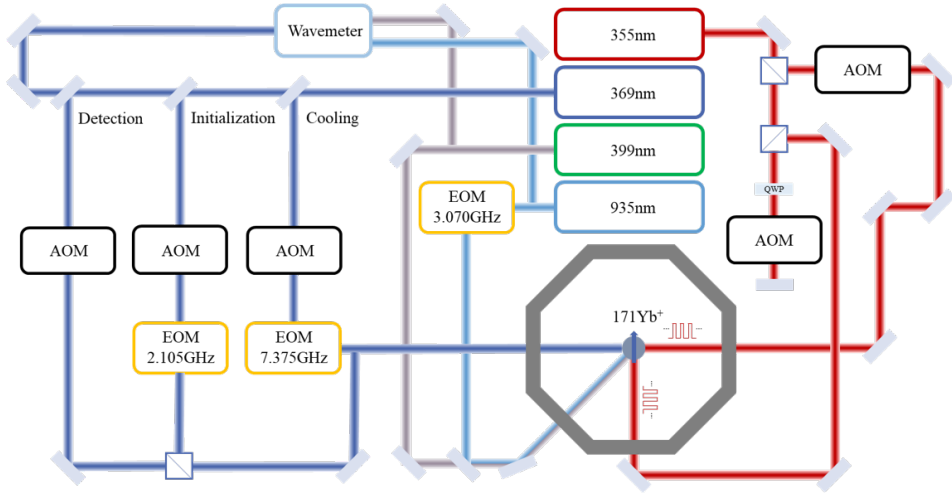 Wavemeter
355nm
AOM
369nm
Detection
Initialization
Cooling
399nm
QWP
EOM
3.070GHz
935nm
AOM
AOM
AOM
AOM
171Yb+
EOM
2.105GHz
EOM
7.375GHz